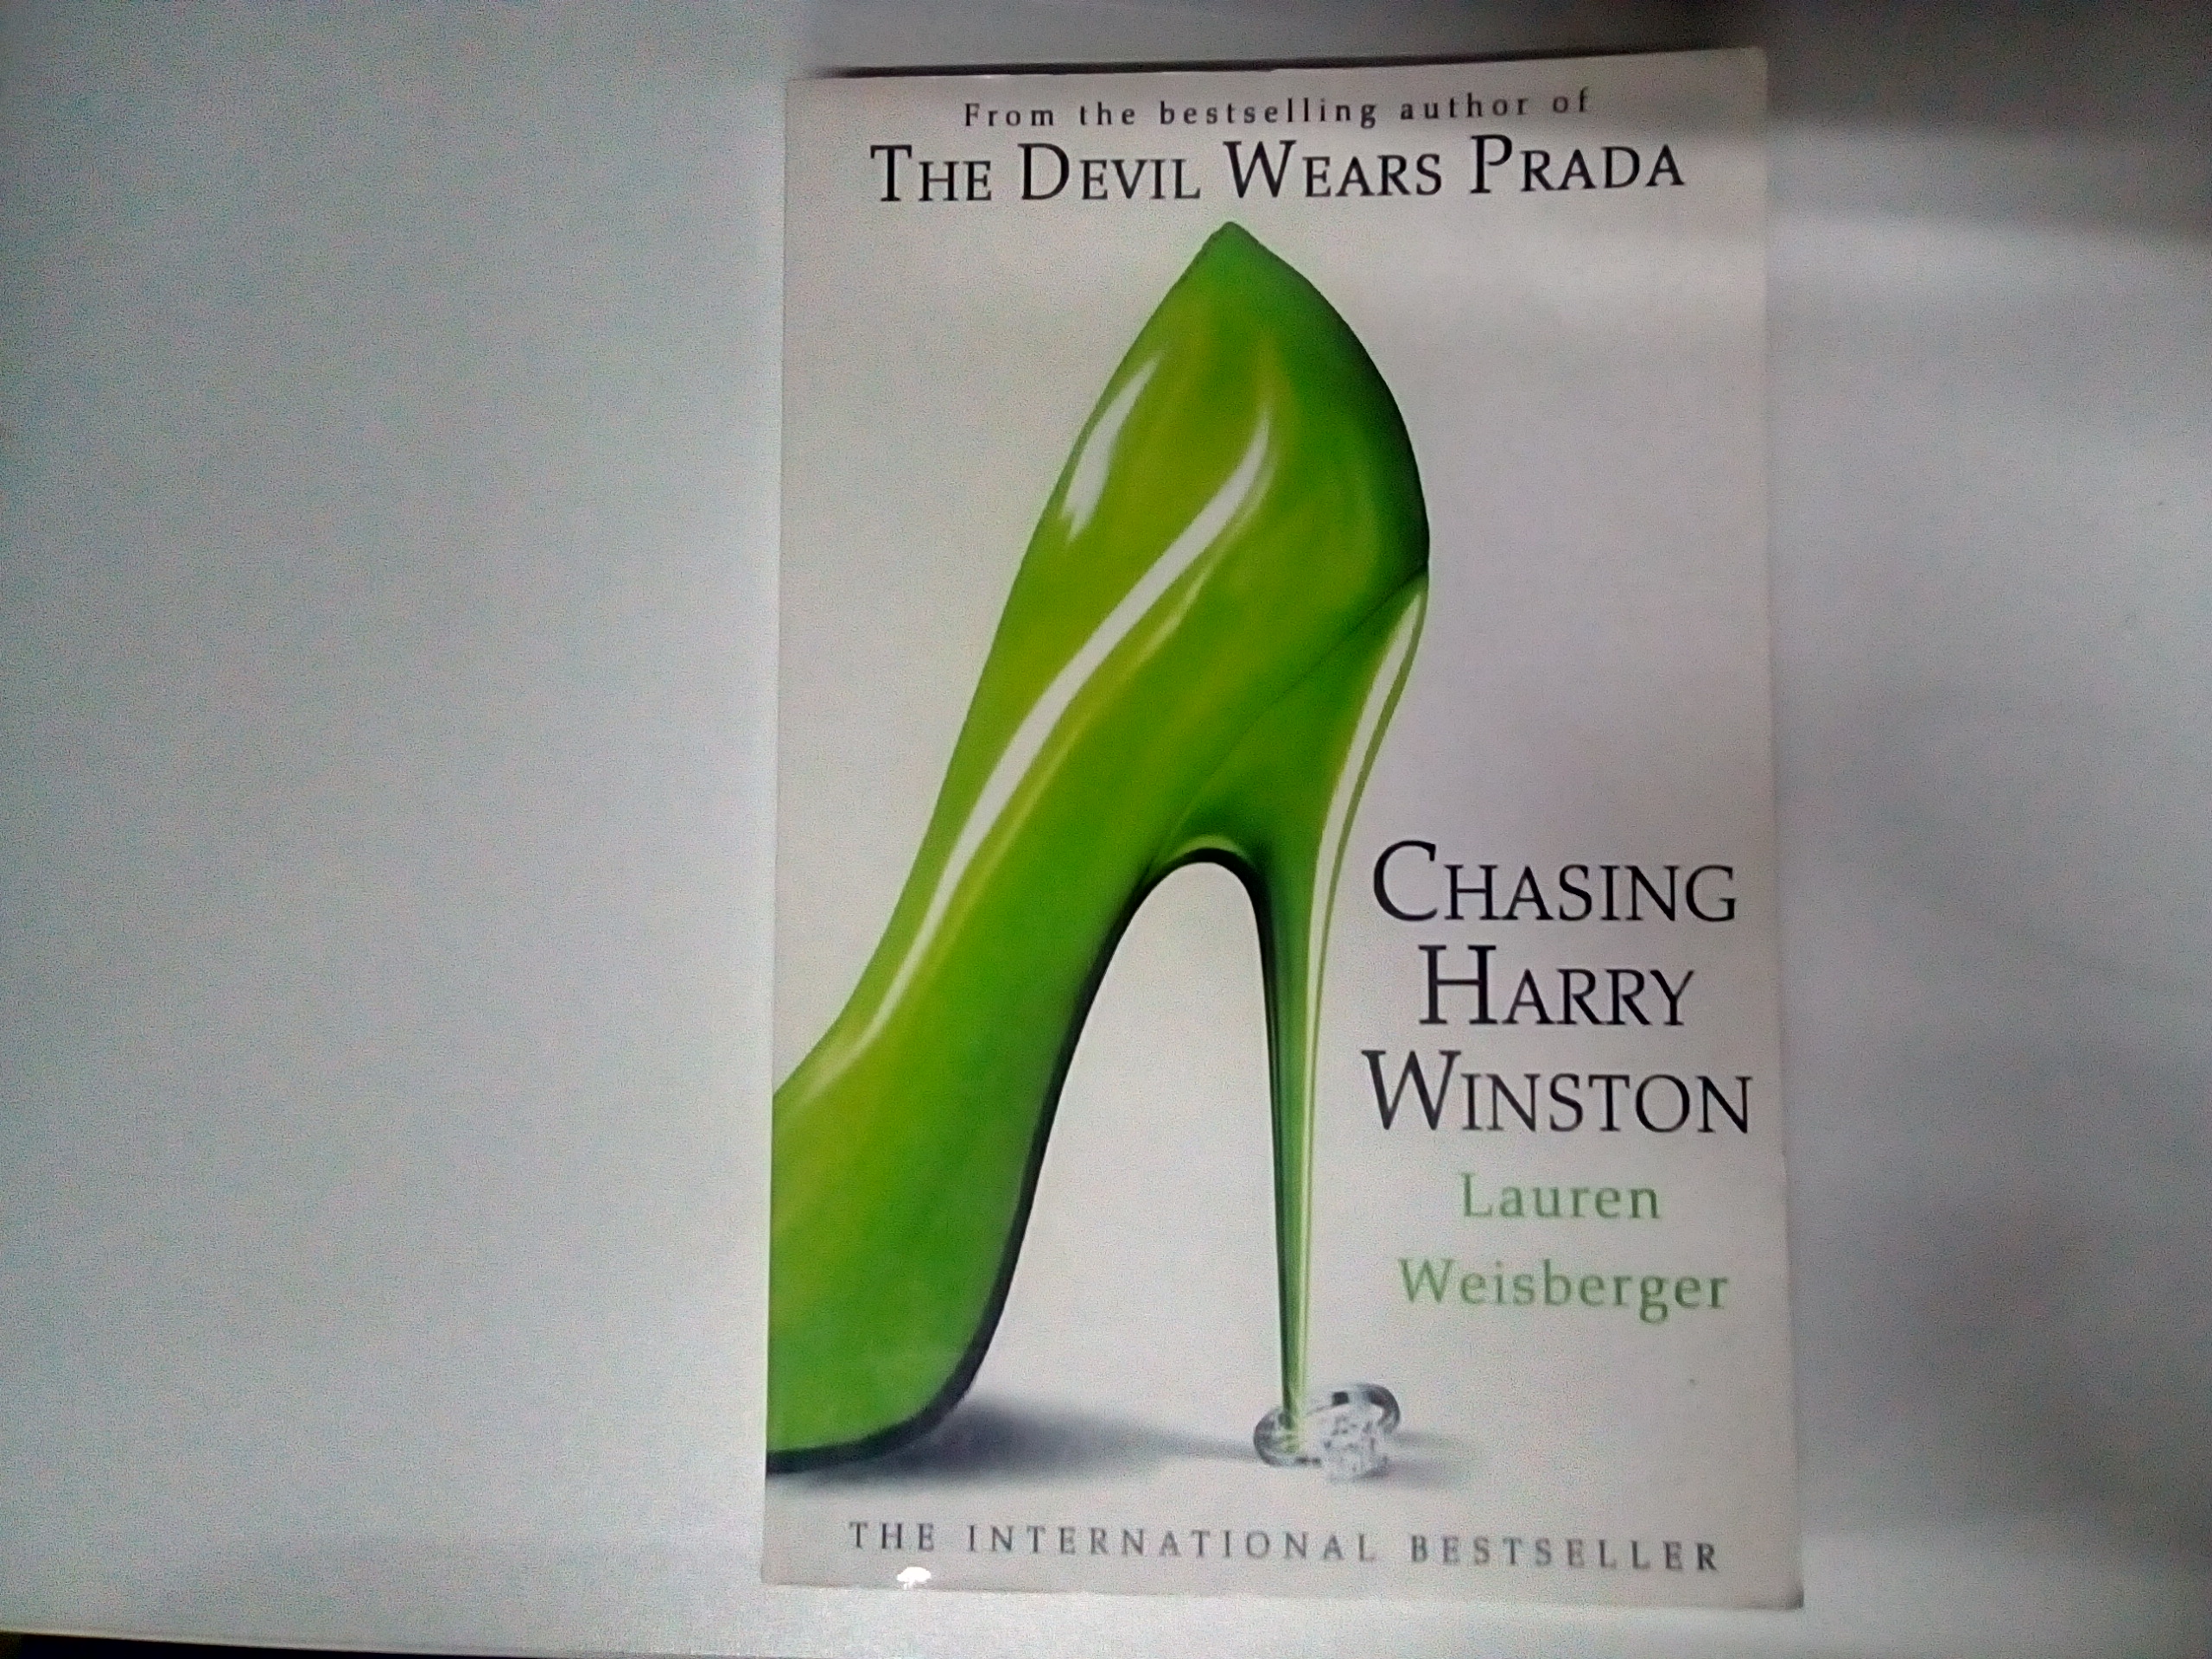 From the bestselling author of
THE DEVIL WEARS PRADA
CHASING
HARRY
WINSTON
Lauren
Weisberger
THE INTERNATIONAL BESTSELLER